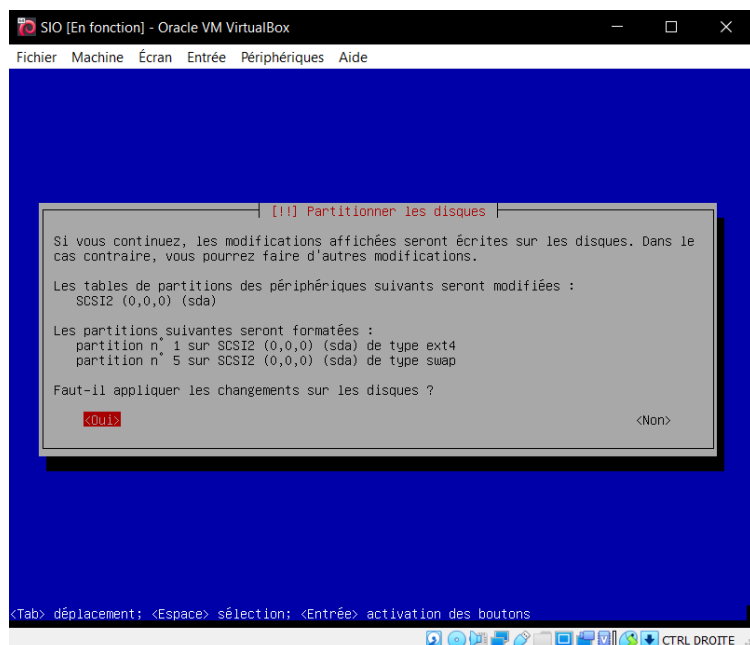 SIO [En fonction] - Oracle VM VirtualBox
Fichier Machine Écran Entrée Périphériques Aide
[!!] Partitionner les disques
Si vous continuez, les modifications affichées seront écrites sur les disques. Dans le
cas contraire, vous pourrez faire d'autres modifications.
Les tables de partitions des périphériques suivants seront modifiées :
SCSI2 (0,0,0) (sda)
Les partitions suivantes seront formatées :
partition n° 1 sur SCSI2 (0,0,0) (sda) de type ext4
partition n° 5 sur SCSI2 (0,0,0) (sda) de type swap
Faut-il appliquer les changements sur les disques ?
<Oui> <Non>
<Tab> déplacement; <Espace> sélection; <Entrée> activation des boutons
CTRL DROITE